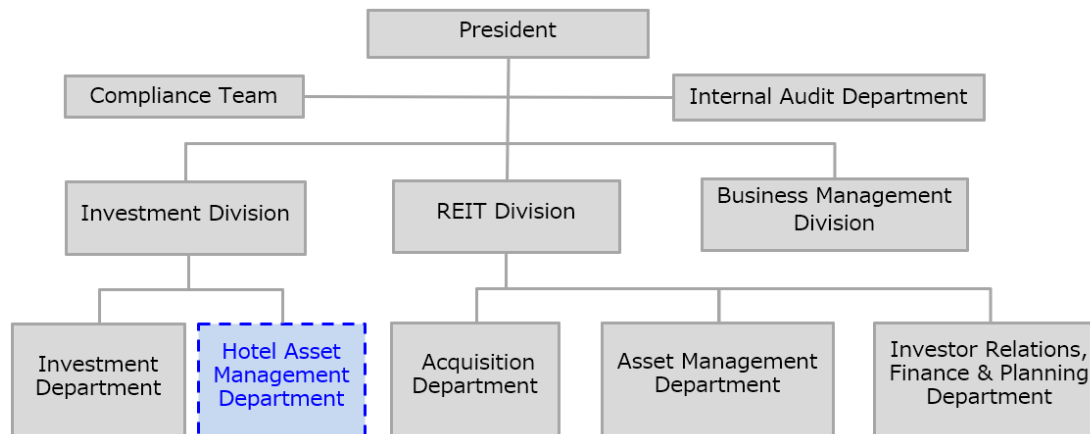 President
Compliance Team
Internal Audit Department
Investment Division
REIT Division
Business Management
Division
Investment
Department
Hotel Asset
Management
Department
Acquisition
Department
Asset Management
Department
Investor Relations,
Finance & Planning
Department